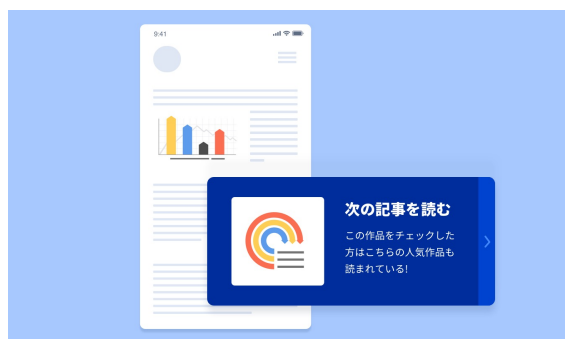 9:41
次の記事を読む
この作品をチェックした
方はこちらの人気作品も
読まれている!